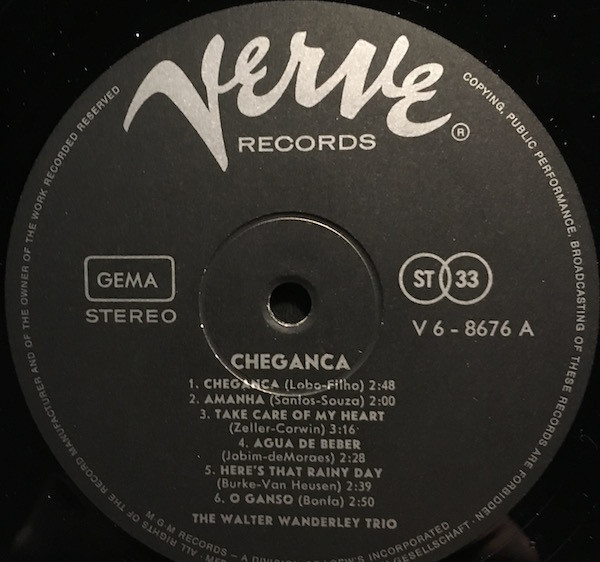 Verve
RECORDS
®
GEMA
STEREO
ST 33
V 6 - 8676 A
CHEGANCA
1. CHEGANCA (Lobo-Filho) 2:48
2. AMANHA (Santos-Souza) 2:00
3. TAKE CARE OF MY HEART
(Zeller-Corwin) 3:16
4. AGUA DE BEBER
(Jobim-deMoraes) 2:28
5. HERE'S THAT RAINY DAY
(Burke-Van Heusen) 2:39
6. O GANSO (Bonfa) 2:50
THE WALTER WANDERLEY TRIO
ALL RIGHTS OF THE RECORD MANUFACTURER AND OF THE OWNER OF THE WORK RECORDED RESERVED
COPYING, PUBLIC PERFORMANCE, BROADCASTING OF THESE RECORDS ARE FORBIDDEN
M G M RECORDS – A DIVISION INCORPORATED